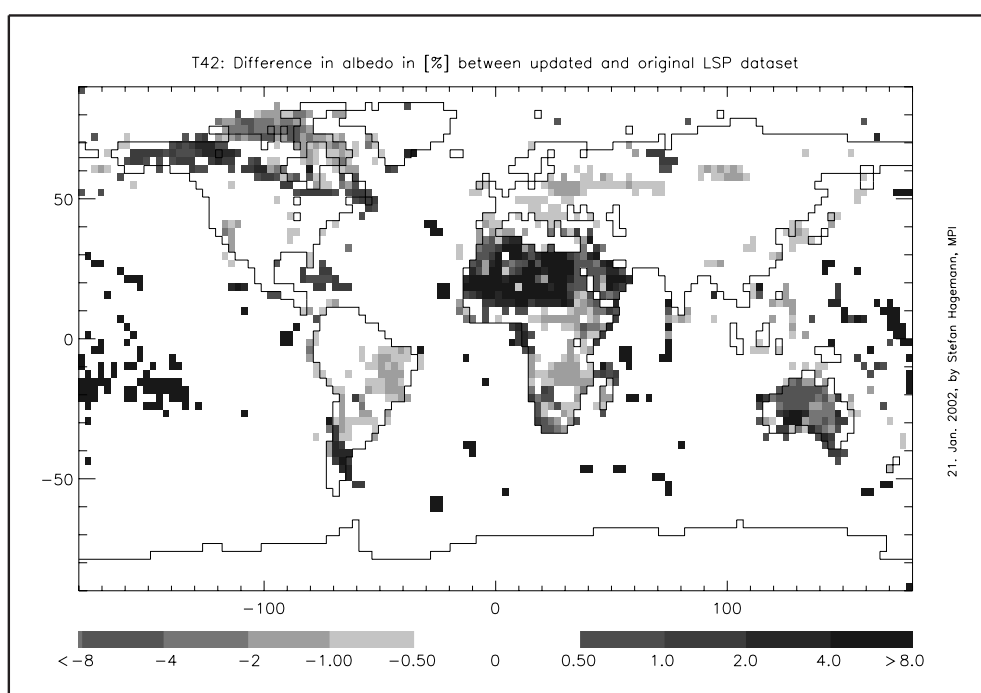 T42: Difference in albedo in [%] between updated and original LSP dataset
50
0
−50
−100 0 100
<−8 −4 −2 −1.00 −0.50 0 0.50 1.0 2.0 4.0 >8.0
21. Jan. 2002, by Stefan Hagemann, MPI